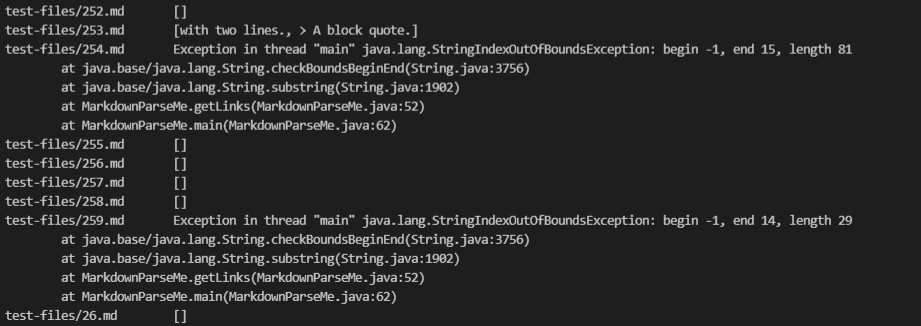 test-files/252.md []
test-files/253.md [with two lines., > A block quote.]
test-files/254.md Exception in thread "main" java.lang.StringIndexOutOfBoundsException: begin -1, end 15, length 81
at java.base/java.lang.String.checkBoundsBeginEnd(String.java:3756)
at java.base/java.lang.String.substring(String.java:1902)
at MarkdownParseMe.getLinks(MarkdownParseMe.java:52)
at MarkdownParseMe.main(MarkdownParseMe.java:62)
test-files/255.md []
test-files/256.md []
test-files/257.md []
test-files/258.md []
test-files/259.md Exception in thread "main" java.lang.StringIndexOutOfBoundsException: begin -1, end 14, length 29
at java.base/java.lang.String.checkBoundsBeginEnd(String.java:3756)
at java.base/java.lang.String.substring(String.java:1902)
at MarkdownParseMe.getLinks(MarkdownParseMe.java:52)
at MarkdownParseMe.main(MarkdownParseMe.java:62)
test-files/26.md []